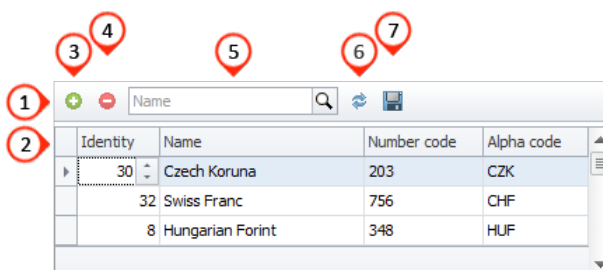 4 7
3 5 6
1 Name
2 Identity Name Number code Alpha code
30 Czech Koruna 203 CZK
32 Swiss Franc 756 CHF
8 Hungarian Forint 348 HUF